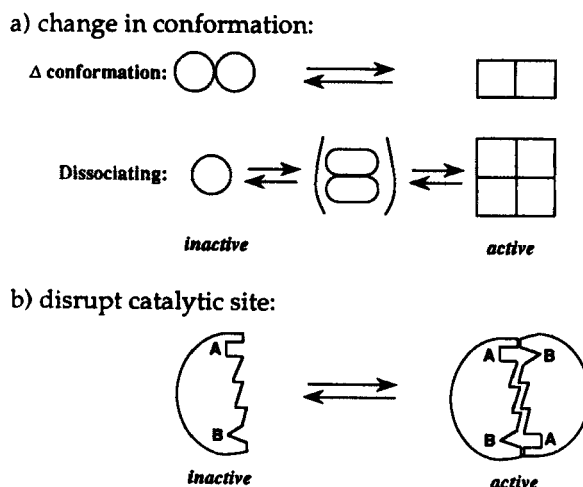 a) change in conformation:
Δ conformation:
Dissociating:
inactive active
b) disrupt catalytic site:
A A B
B B A
inactive active